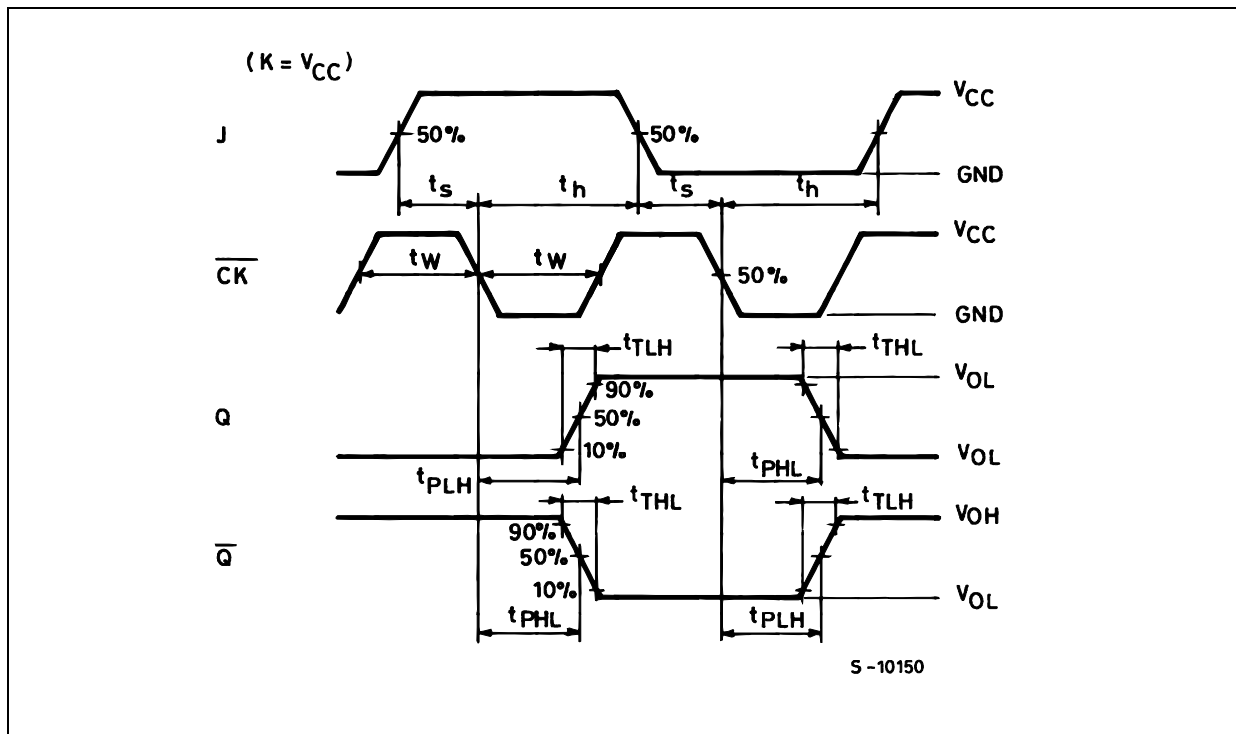 (K = VCC)
VCC
J
50%
50%
GND
ts
th
ts
th
VCC
CK
tW
tW
50%
GND
tTLH
tTHL
VOL
90%
Q
50%
10%
VOL
tPLH
tPHL
tTHL
tTLH
VOH
90%
Q
50%
10%
VOL
tPHL
tPLH
S-10150